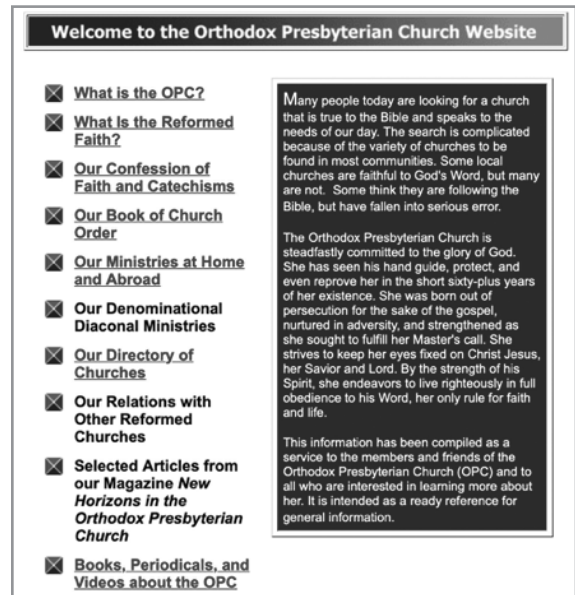 Welcome to the Orthodox Presbyterian Church Website
What is the OPC?
What Is the Reformed
Faith?
Our Confession of
Faith and Catechisms
Our Book of Church
Order
Our Ministries at Home
and Abroad
Our Denominational
Diaconal Ministries
Our Directory of
Churches
Our Relations with
Other Reformed
Churches
Selected Articles from
our Magazine New
Horizons in the
Orthodox Presbyterian
Church
Books, Periodicals, and
Videos about the OPC
Many people today are looking for a church
that is true to the Bible and speaks to the
needs of our day. The search is complicated
because of the variety of churches to be
found in most communities. Some local
churches are faithful to God's Word, but many
are not. Some think they are following the
Bible, but have fallen into serious error.
The Orthodox Presbyterian Church is
steadfastly committed to the glory of God.
She has seen his hand guide, protect, and
even reprove her in the short sixty-plus years
of her existence. She was born out of
persecution for the sake of the gospel,
nurtured in adversity, and strengthened as
she sought to fulfill her Master's call. She
strives to keep her eyes fixed on Christ Jesus,
her Savior and Lord. By the strength of his
Spirit, she endeavors to live righteously in full
obedience to his Word, her only rule for faith
and life.
This information has been compiled as a
service to the members and friends of the
Orthodox Presbyterian Church (OPC) and to
all who are interested in learning more about
her. It is intended as a ready reference for
general information.